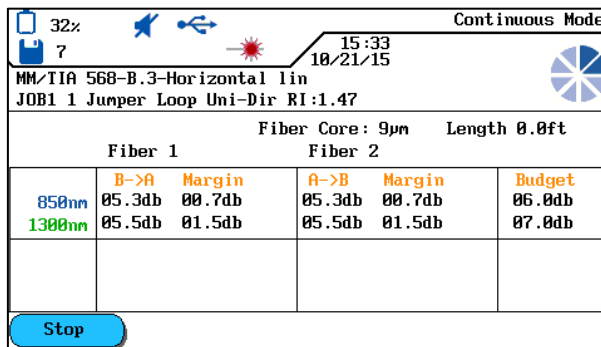 32% Continuous Mode
7 15:33
10/21/15
MM/TIA 568-B.3-Horizontal lin
JOB1 1 Jumper Loop Uni-Dir RI:1.47
Fiber Core: 9µm Length 0.0ft
Fiber 1 Fiber 2
B->A Margin A->B Margin Budget
850nm 05.3db 00.7db 05.3db 00.7db 06.0db
1300nm 05.5db 01.5db 05.5db 01.5db 07.0db
Stop